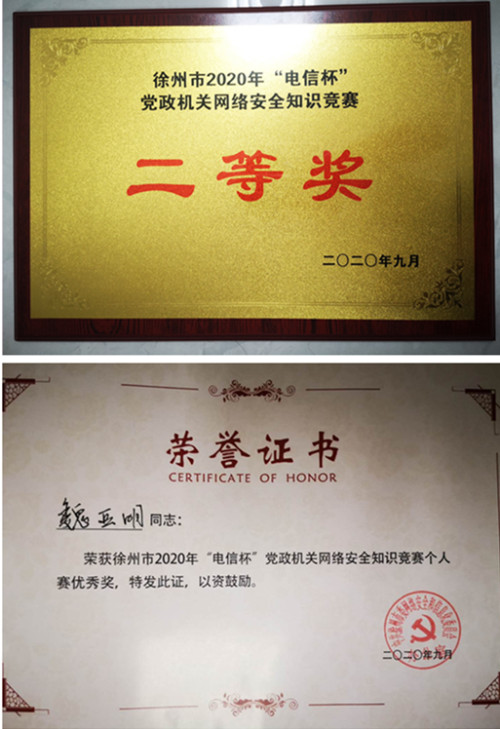 徐州市2020年“电信杯”
党政机关网络安全知识竞赛
二等奖
二〇二〇年九月
荣誉证书
CERTIFICATE OF HONOR
魏亚明同志：
荣获徐州市2020年“电信杯”党政机关网络安全知识竞赛个人
赛优秀奖，特发此证，以资鼓励。
二〇二〇年九月